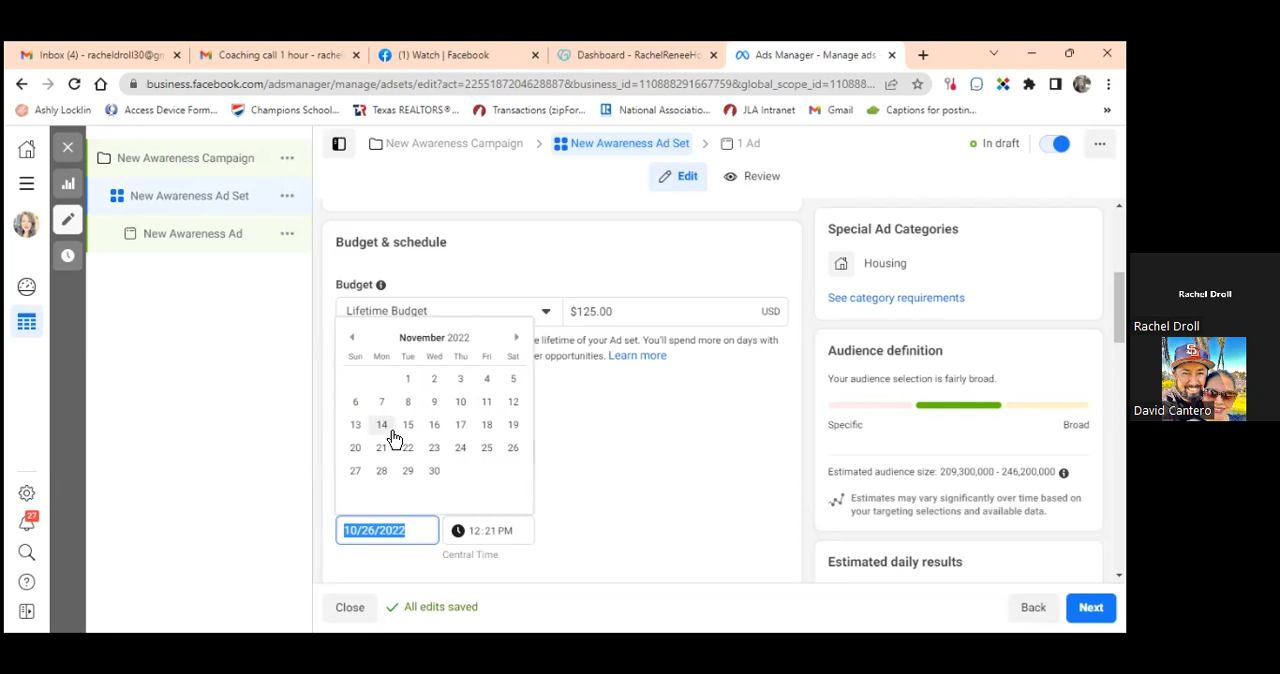 Inbox (4) - racheldroll30@gn
Coaching call 1 hour - rache
(1) Watch | Facebook
Dashboard - RachelReneeHo
Ads Manager - Manage ads
business.facebook.com/adsmanager/manage/adsets/edit?act=22551872046288​87&business_id=110888291667759&global_scope_id=110888...
Ashly Locklin
Access Device Form...
Champions School...
Texas REALTORS®...
Transactions (zipFor...
National Associatio...
JLA Intranet
Gmail
Captions for postin...
»
New Awareness Campaign
New Awareness Ad Set
New Awareness Ad
New Awareness Campaign
New Awareness Ad Set
1 Ad
In draft
Edit
Review
Budget & schedule
Budget
Lifetime Budget
$125.00 USD
e lifetime of your Ad set. You'll spend more on days with
er opportunities. Learn more
November 2022
Sun Mon Tue Wed Thu Fri Sat
1 2 3 4 5
6 7 8 9 10 11 12
13 14 15 16 17 18 19
20 21 22 23 24 25 26
27 28 29 30
10/26/2022
12:21 PM
Central Time
Special Ad Categories
Housing
See category requirements
Audience definition
Your audience selection is fairly broad.
Specific
Broad
Estimated audience size: 209,300,000 - 246,200,000
Estimates may vary significantly over time based on
your targeting selections and available data.
Estimated daily results
27
Close
All edits saved
Back
Next
Rachel Droll
Rachel Droll
David Cantero